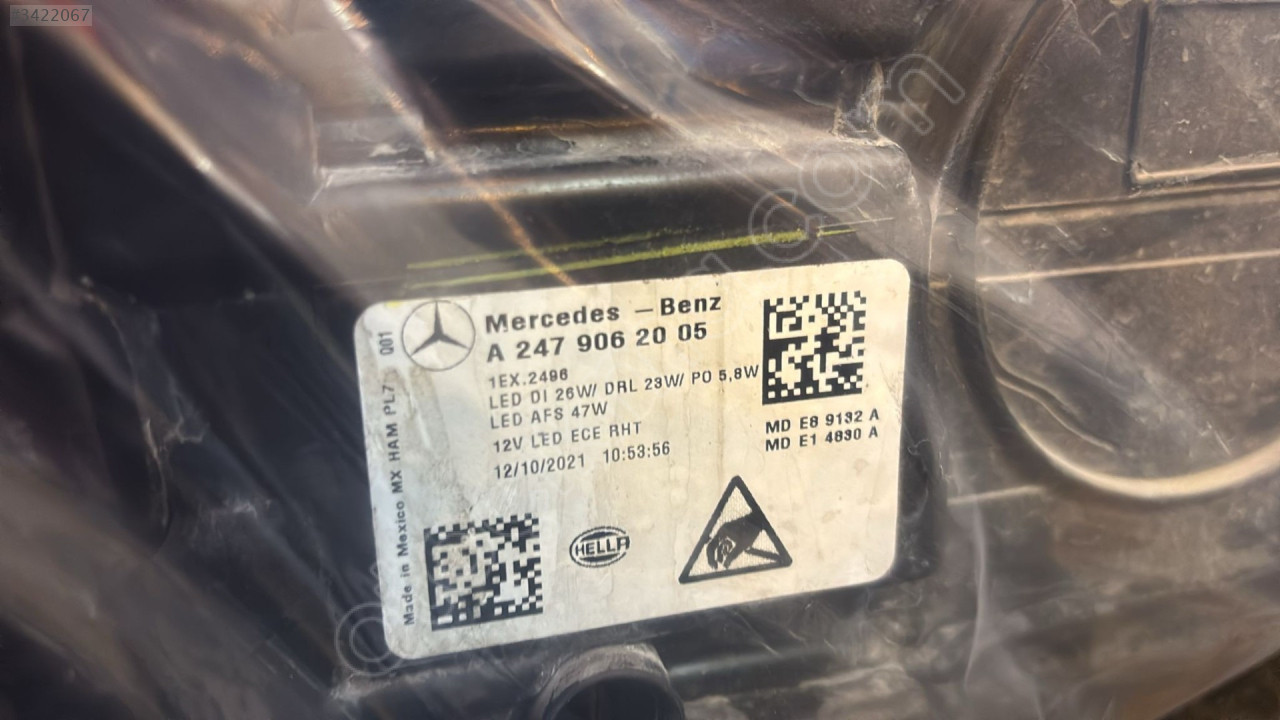 3422067
Mercedes - Benz
A 247 906 20 05
1EX.2496
LED DI 26W/ DRL 23W/ PO 5,8W
LED AFS 47W
12V LED ECE RHT
12/10/2021 10:53:56
MD E8 9132 A
MD E1 4830 A
HELLA
Made in Mexico MX HAM PL7 Q01